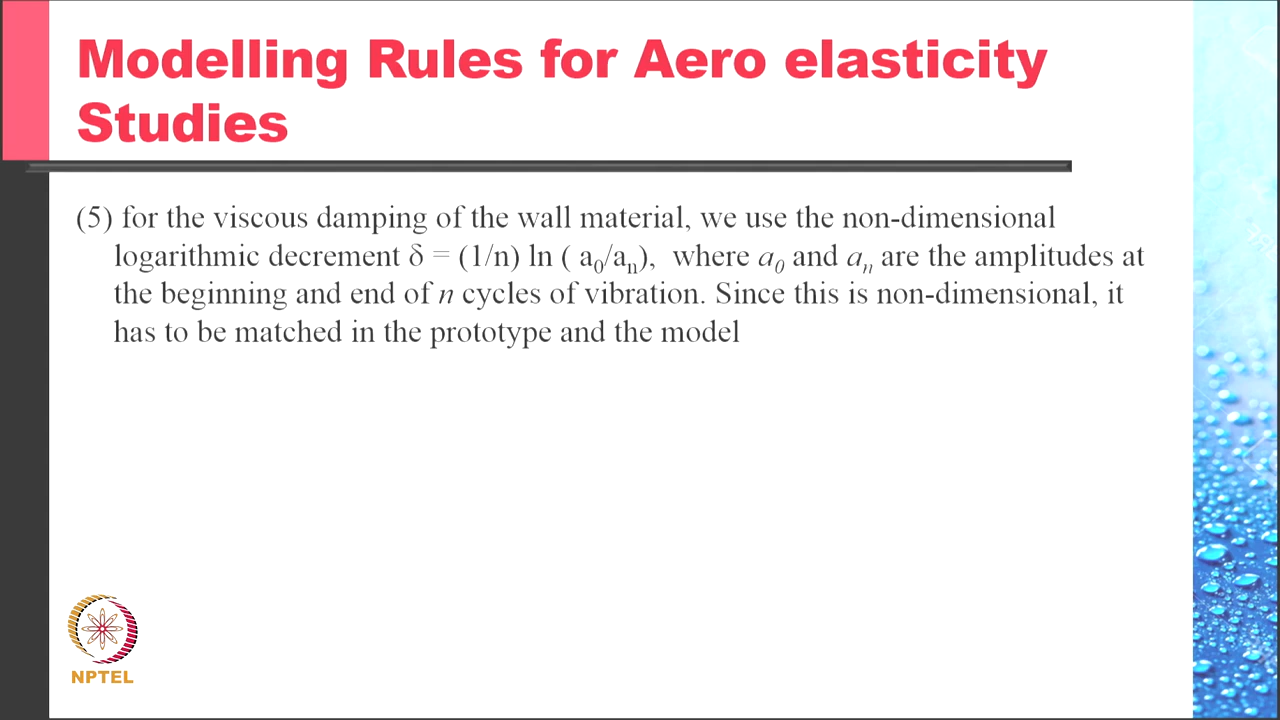 Modelling Rules for Aero elasticity
Studies
(5) for the viscous damping of the wall material, we use the non-dimensional
logarithmic decrement δ = (1/n) ln ( a₀/aₙ), where a₀ and aₙ are the amplitudes at
the beginning and end of n cycles of vibration. Since this is non-dimensional, it
has to be matched in the prototype and the model
NPTEL